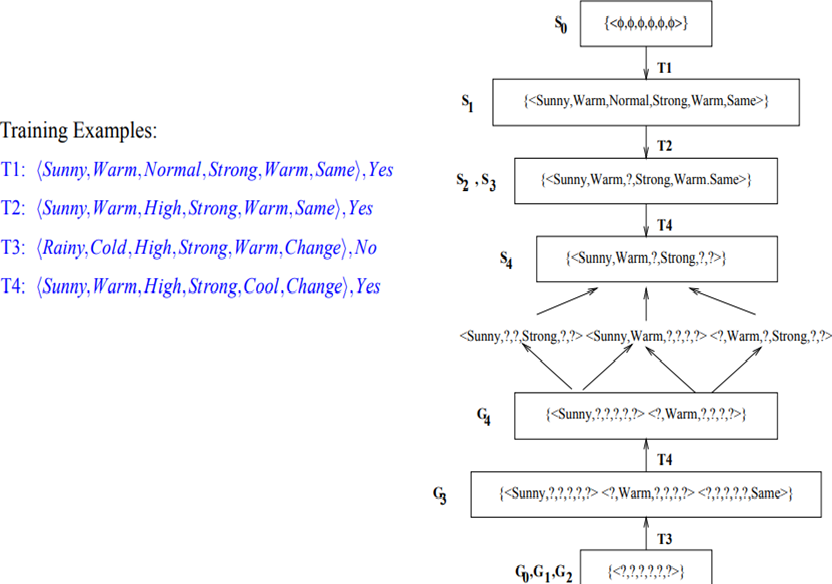 Training Examples:
T1: ⟨Sunny,Warm,Normal,Strong,Warm,Same⟩,Yes
T2: ⟨Sunny,Warm,High,Strong,Warm,Same⟩,Yes
T3: ⟨Rainy,Cold,High,Strong,Warm,Change⟩,No
T4: ⟨Sunny,Warm,High,Strong,Cool,Change⟩,Yes
S0 {<ϕ,ϕ,ϕ,ϕ,ϕ,ϕ>}
T1
S1 {<Sunny,Warm,Normal,Strong,Warm,Same>}
T2
S2 , S3 {<Sunny,Warm,?,Strong,Warm.Same>}
T4
S4 {<Sunny,Warm,?,Strong,?,?>}
<Sunny,?,?,Strong,?,?> <Sunny,Warm,?,?,?,?> <?,Warm,?,Strong,?,?>
G4 {<Sunny,?,?,?,?,?> <?,Warm,?,?,?,?>}
T4
G3 {<Sunny,?,?,?,?,?> <?,Warm,?,?,?,?> <?,?,?,?,?,Same>}
T3
G0,G1,G2 {<?,?,?,?,?,?>}